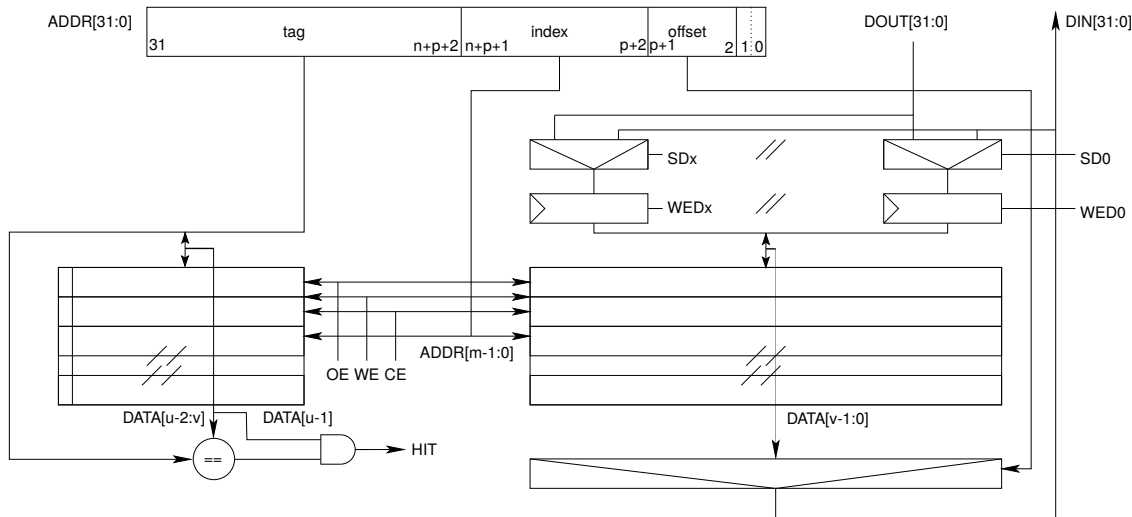 ADDR[31:0]
tag
index
offset
31
n+p+2
n+p+1
p+2
p+1
2
1
0
DOUT[31:0]
DIN[31:0]
SDx
SD0
WEDx
WED0
OE WE CE
ADDR[m-1:0]
DATA[u-2:v]
DATA[u-1]
DATA[v-1:0]
==
HIT